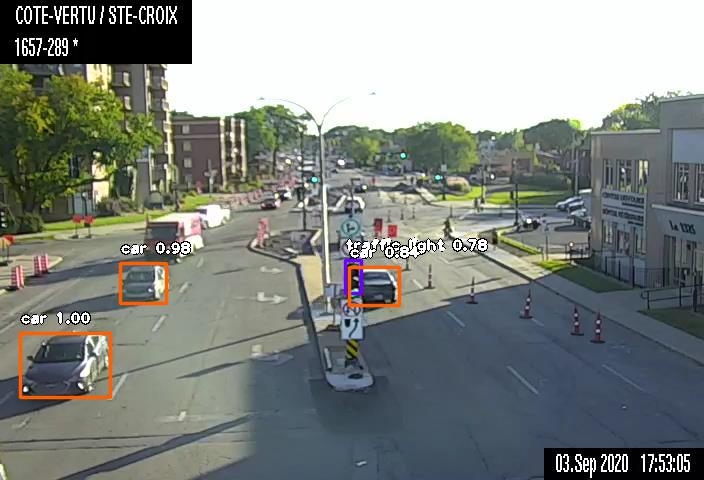 COTE-VERTU / STE-CROIX
1657-289 *
car 0.98
traffic light 0.78
car 0.84
car 1.00
03.Sep 2020 17:53:05